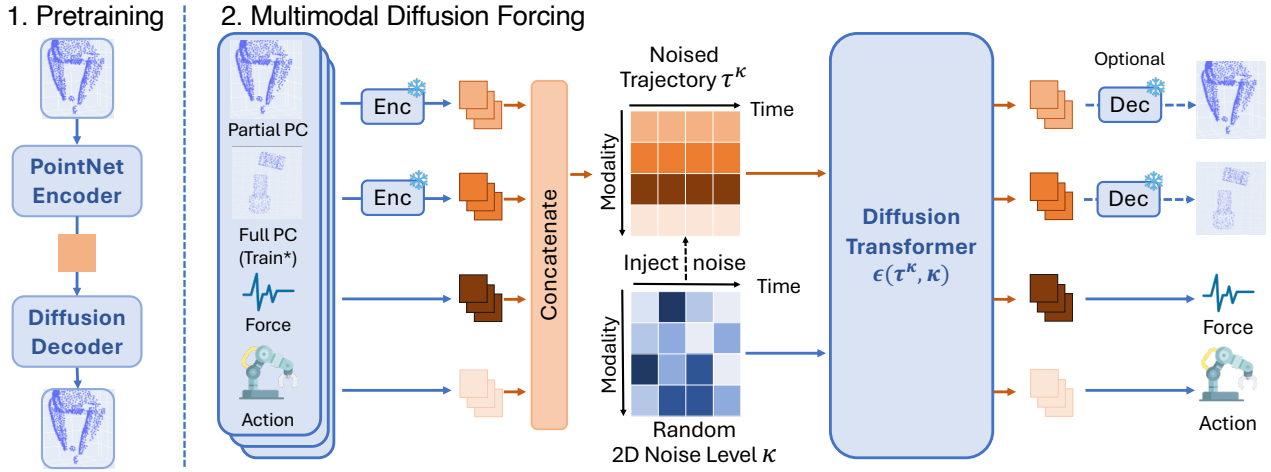 1. Pretraining
PointNet
Encoder
Diffusion
Decoder
2. Multimodal Diffusion Forcing
Partial PC
Full PC
(Train*)
Force
Action
Enc
Enc
Concatenate
Noised
Trajectory τ^κ
Time
Modality
Inject noise
Time
Modality
Random
2D Noise Level κ
Diffusion
Transformer
ϵ(τ^κ, κ)
Optional
Dec
Dec
Force
Action